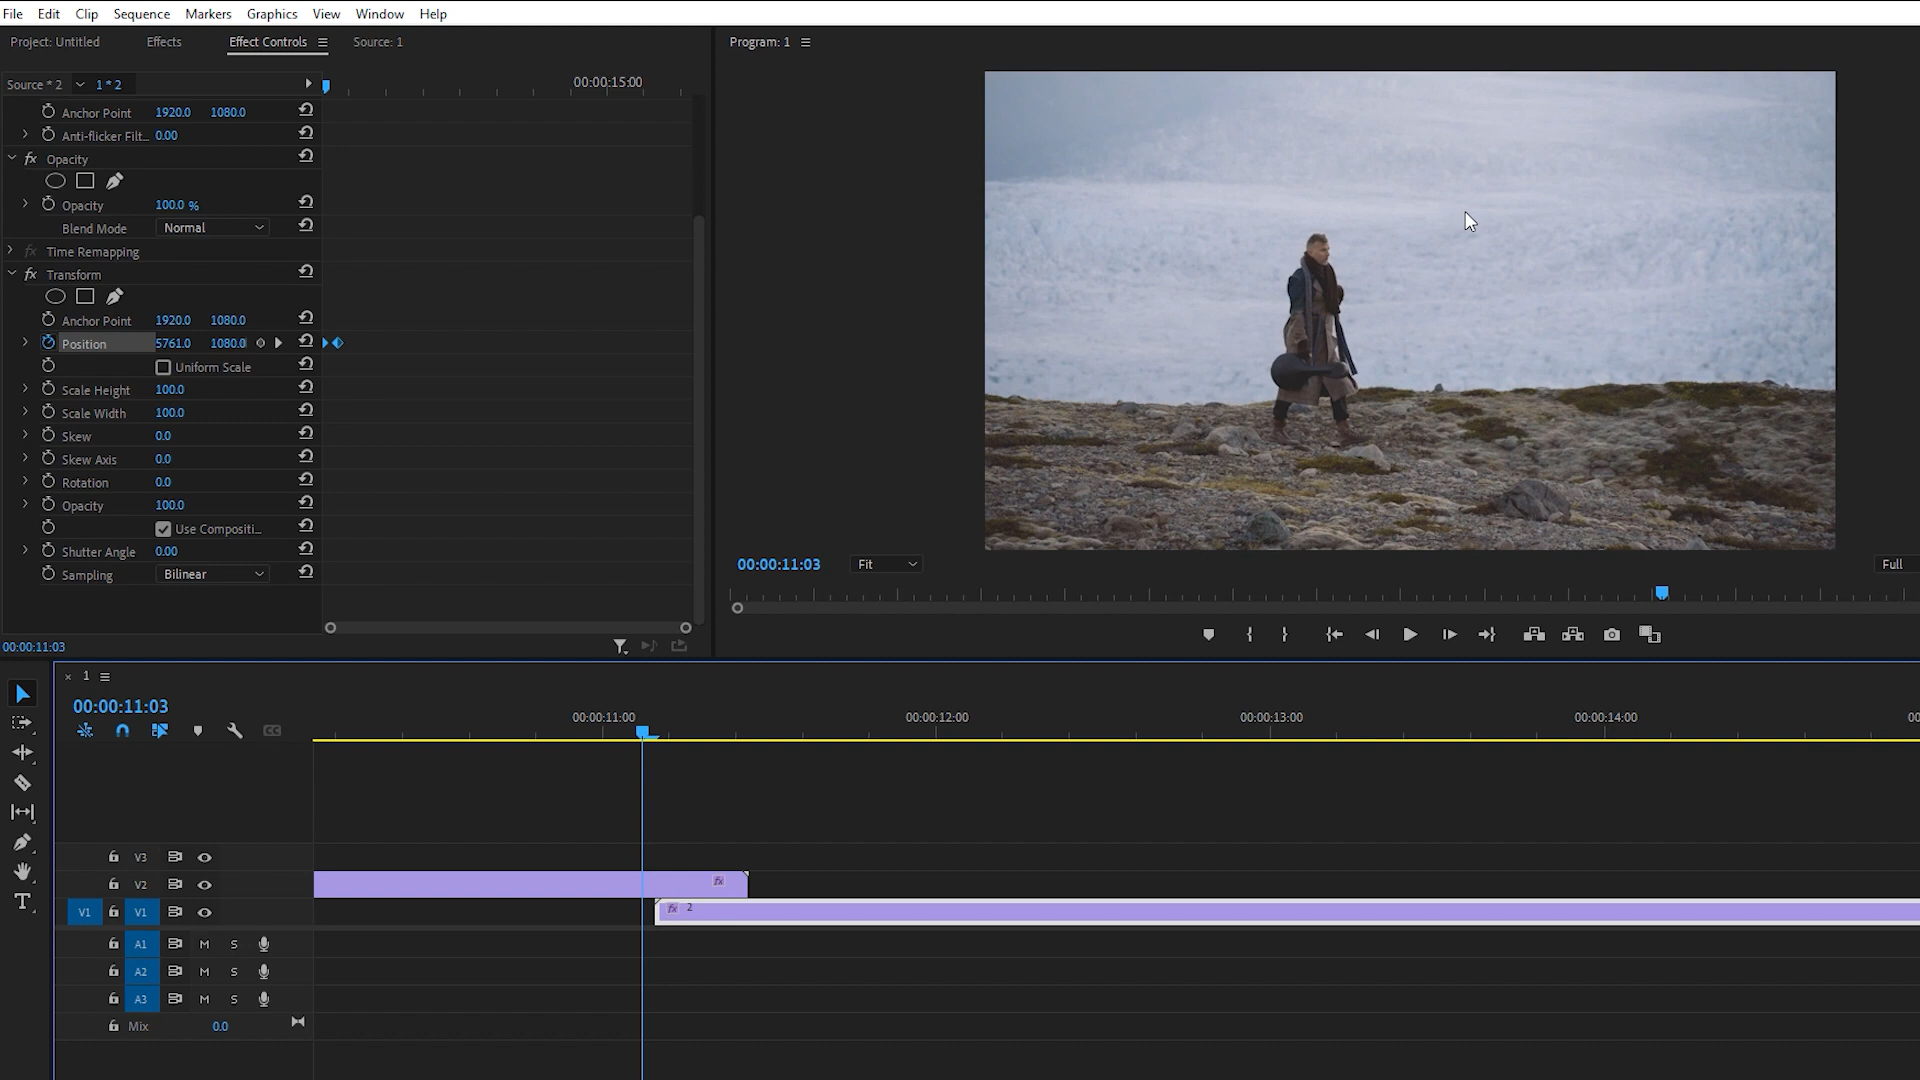 File Edit Clip Sequence Markers Graphics View Window Help
Project: Untitled Effects Effect Controls Source: 1
Program: 1
Source * 2 1 * 2 00:00:15:00
Anchor Point 1920.0 1080.0
Anti-flicker Filt... 0.00
fx Opacity
Opacity 100.0 %
Blend Mode Normal
fx Time Remapping
fx Transform
Anchor Point 1920.0 1080.0
Position 5761.0 1080.0
Uniform Scale
Scale Height 100.0
Scale Width 100.0
Skew 0.0
Skew Axis 0.0
Rotation 0.0
Opacity 100.0
Use Compositi...
Shutter Angle 0.00
Sampling Bilinear
00:00:11:03 Fit Full
00:00:11:03
1
00:00:11:03
00:00:11:00 00:00:12:00 00:00:13:00 00:00:14:00 00
CC
V3
V2 fx
V1 V1 fx 2
A1 M S
A2 M S
A3 M S
Mix 0.0
T